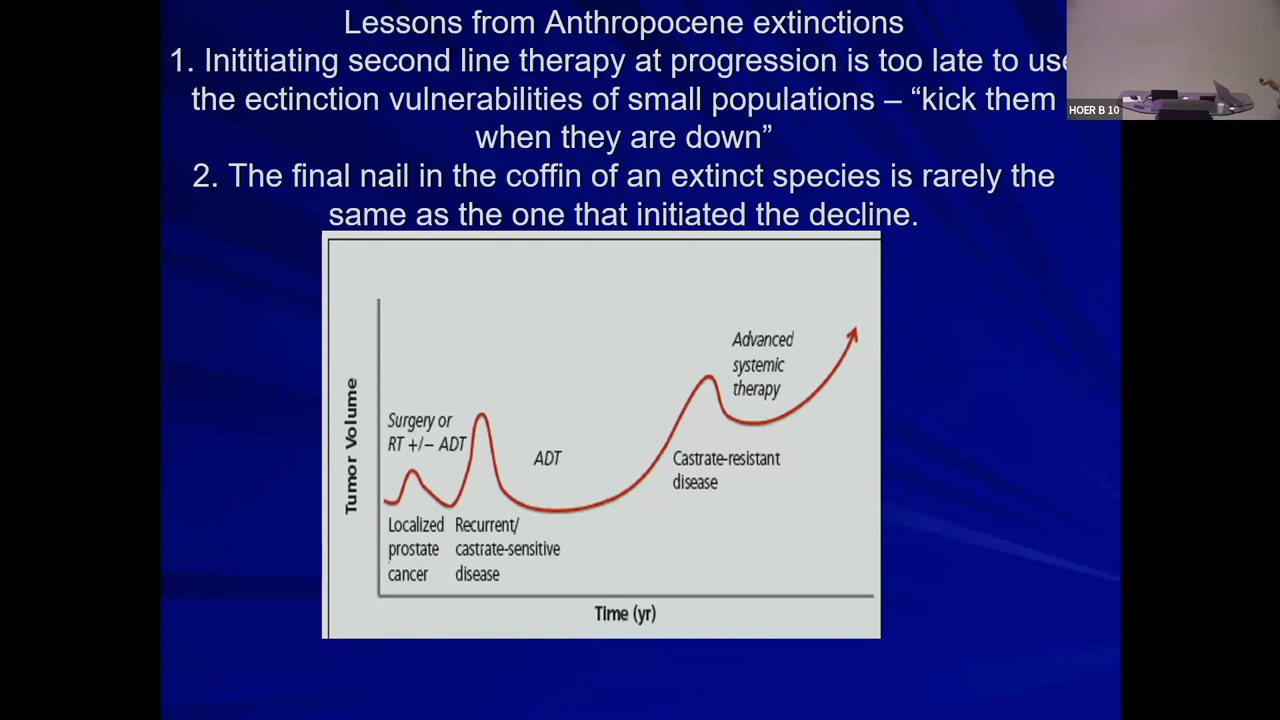 Lessons from Anthropocene extinctions
1. Inititiating second line therapy at progression is too late to use
the ectinction vulnerabilities of small populations – “kick them
when they are down”
2. The final nail in the coffin of an extinct species is rarely the
same as the one that initiated the decline.
HOER B 10
Tumor Volume
Surgery or
RT +/− ADT
Localized
prostate
cancer
Recurrent/
castrate-sensitive
disease
ADT
Castrate-resistant
disease
Advanced
systemic
therapy
Time (yr)